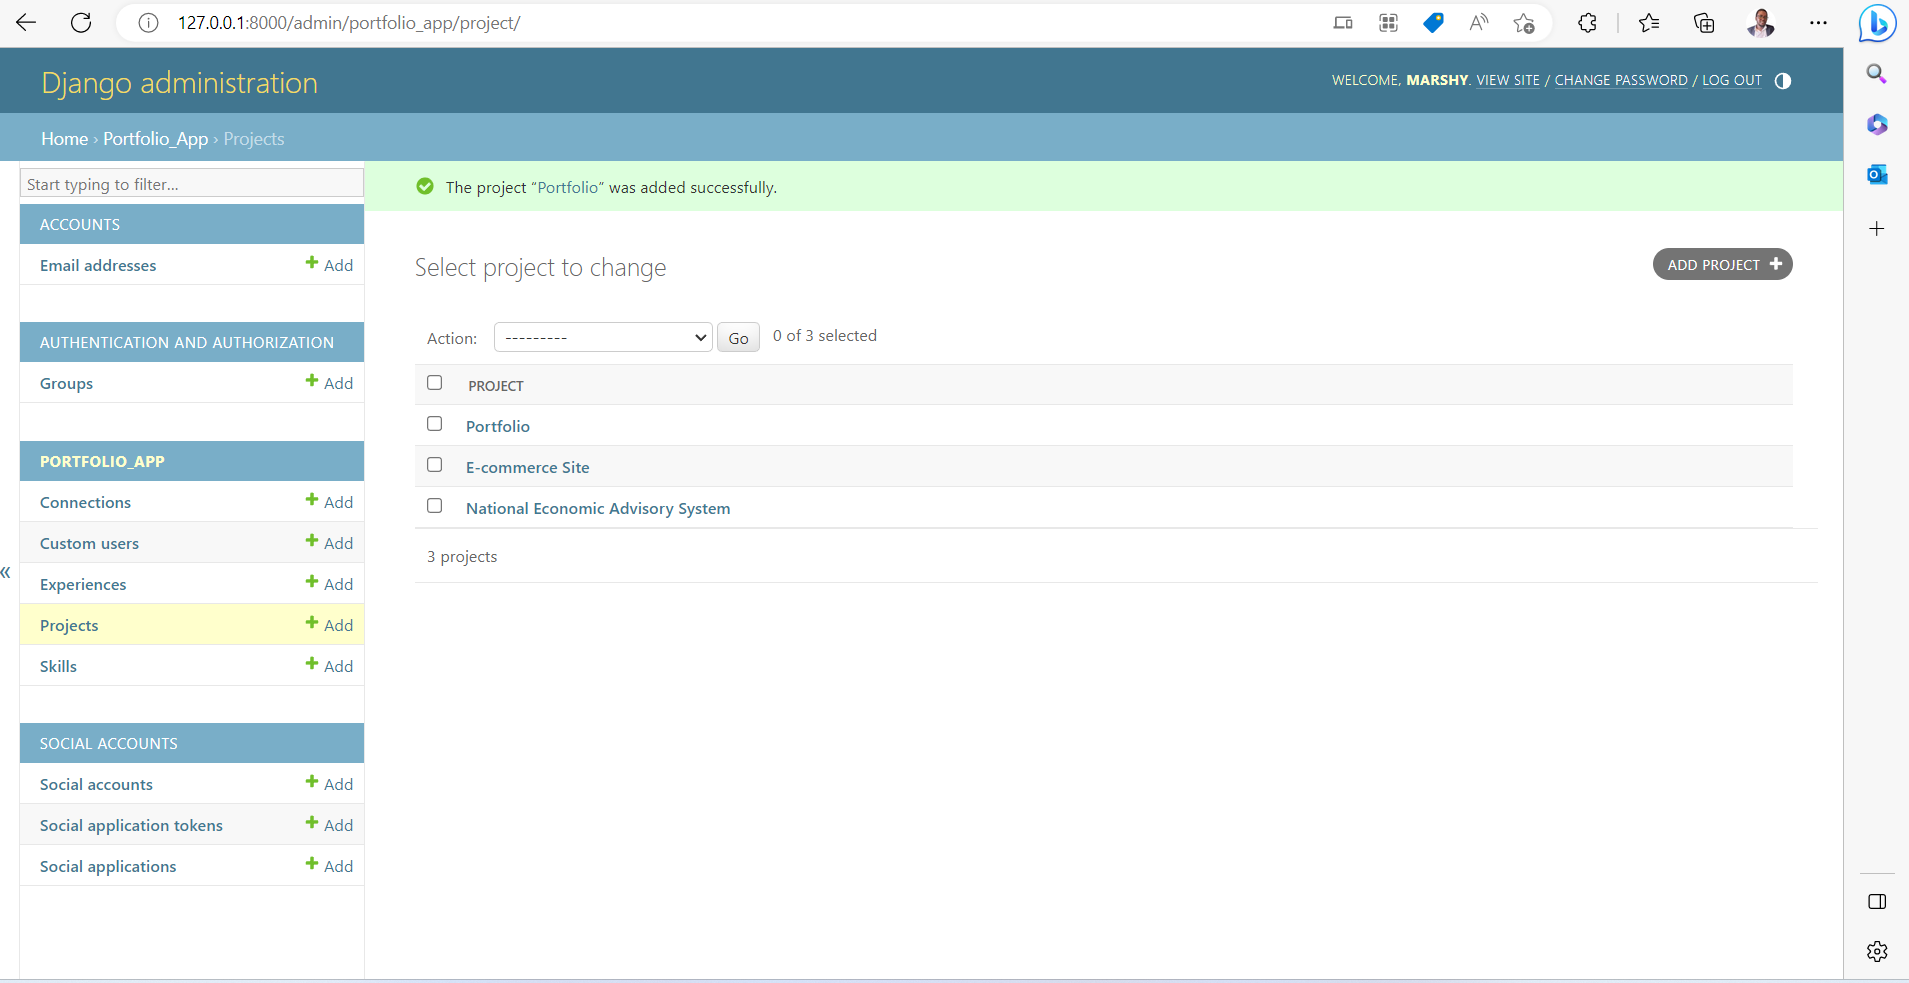 127.0.0.1:8000/admin/portfolio_app/project/
Django administration
WELCOME, MARSHY. VIEW SITE / CHANGE PASSWORD / LOG OUT
Home › Portfolio_App › Projects
Start typing to filter...
ACCOUNTS
Email addresses
Add
AUTHENTICATION AND AUTHORIZATION
Groups
Add
PORTFOLIO_APP
Connections
Add
Custom users
Add
Experiences
Add
Projects
Add
Skills
Add
SOCIAL ACCOUNTS
Social accounts
Add
Social application tokens
Add
Social applications
Add
«
The project “Portfolio” was added successfully.
Select project to change
ADD PROJECT
Action:
---------
Go
0 of 3 selected
PROJECT
Portfolio
E-commerce Site
National Economic Advisory System
3 projects